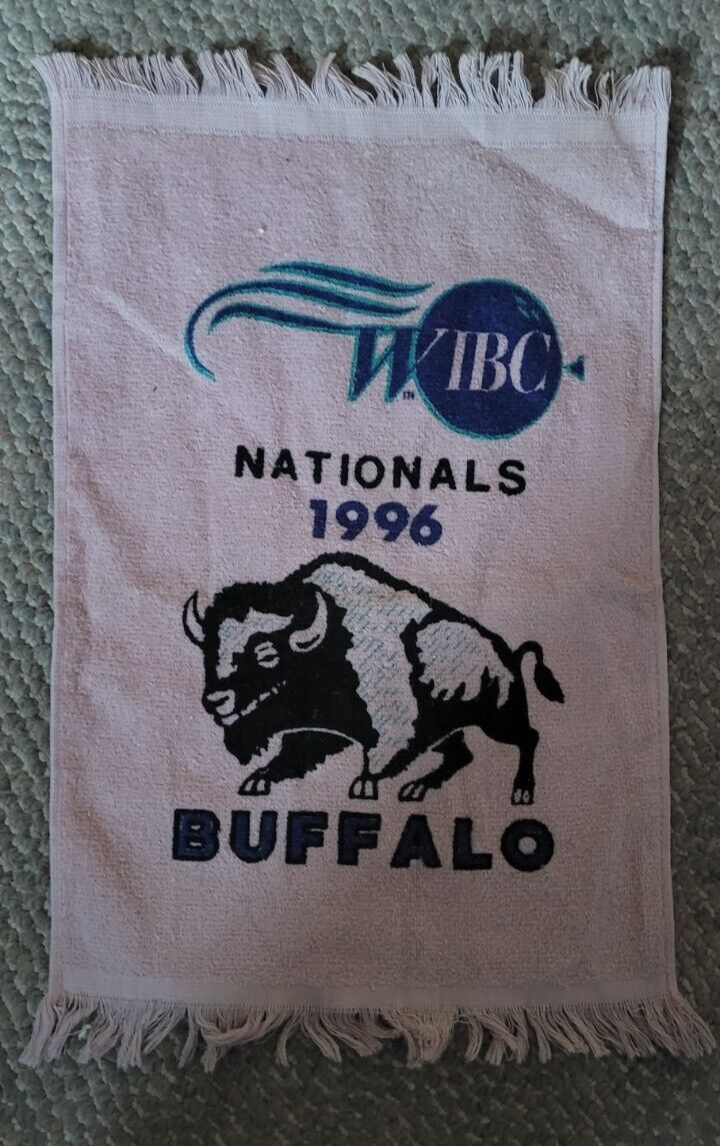 WIBC
NATIONALS
1996
BUFFALO